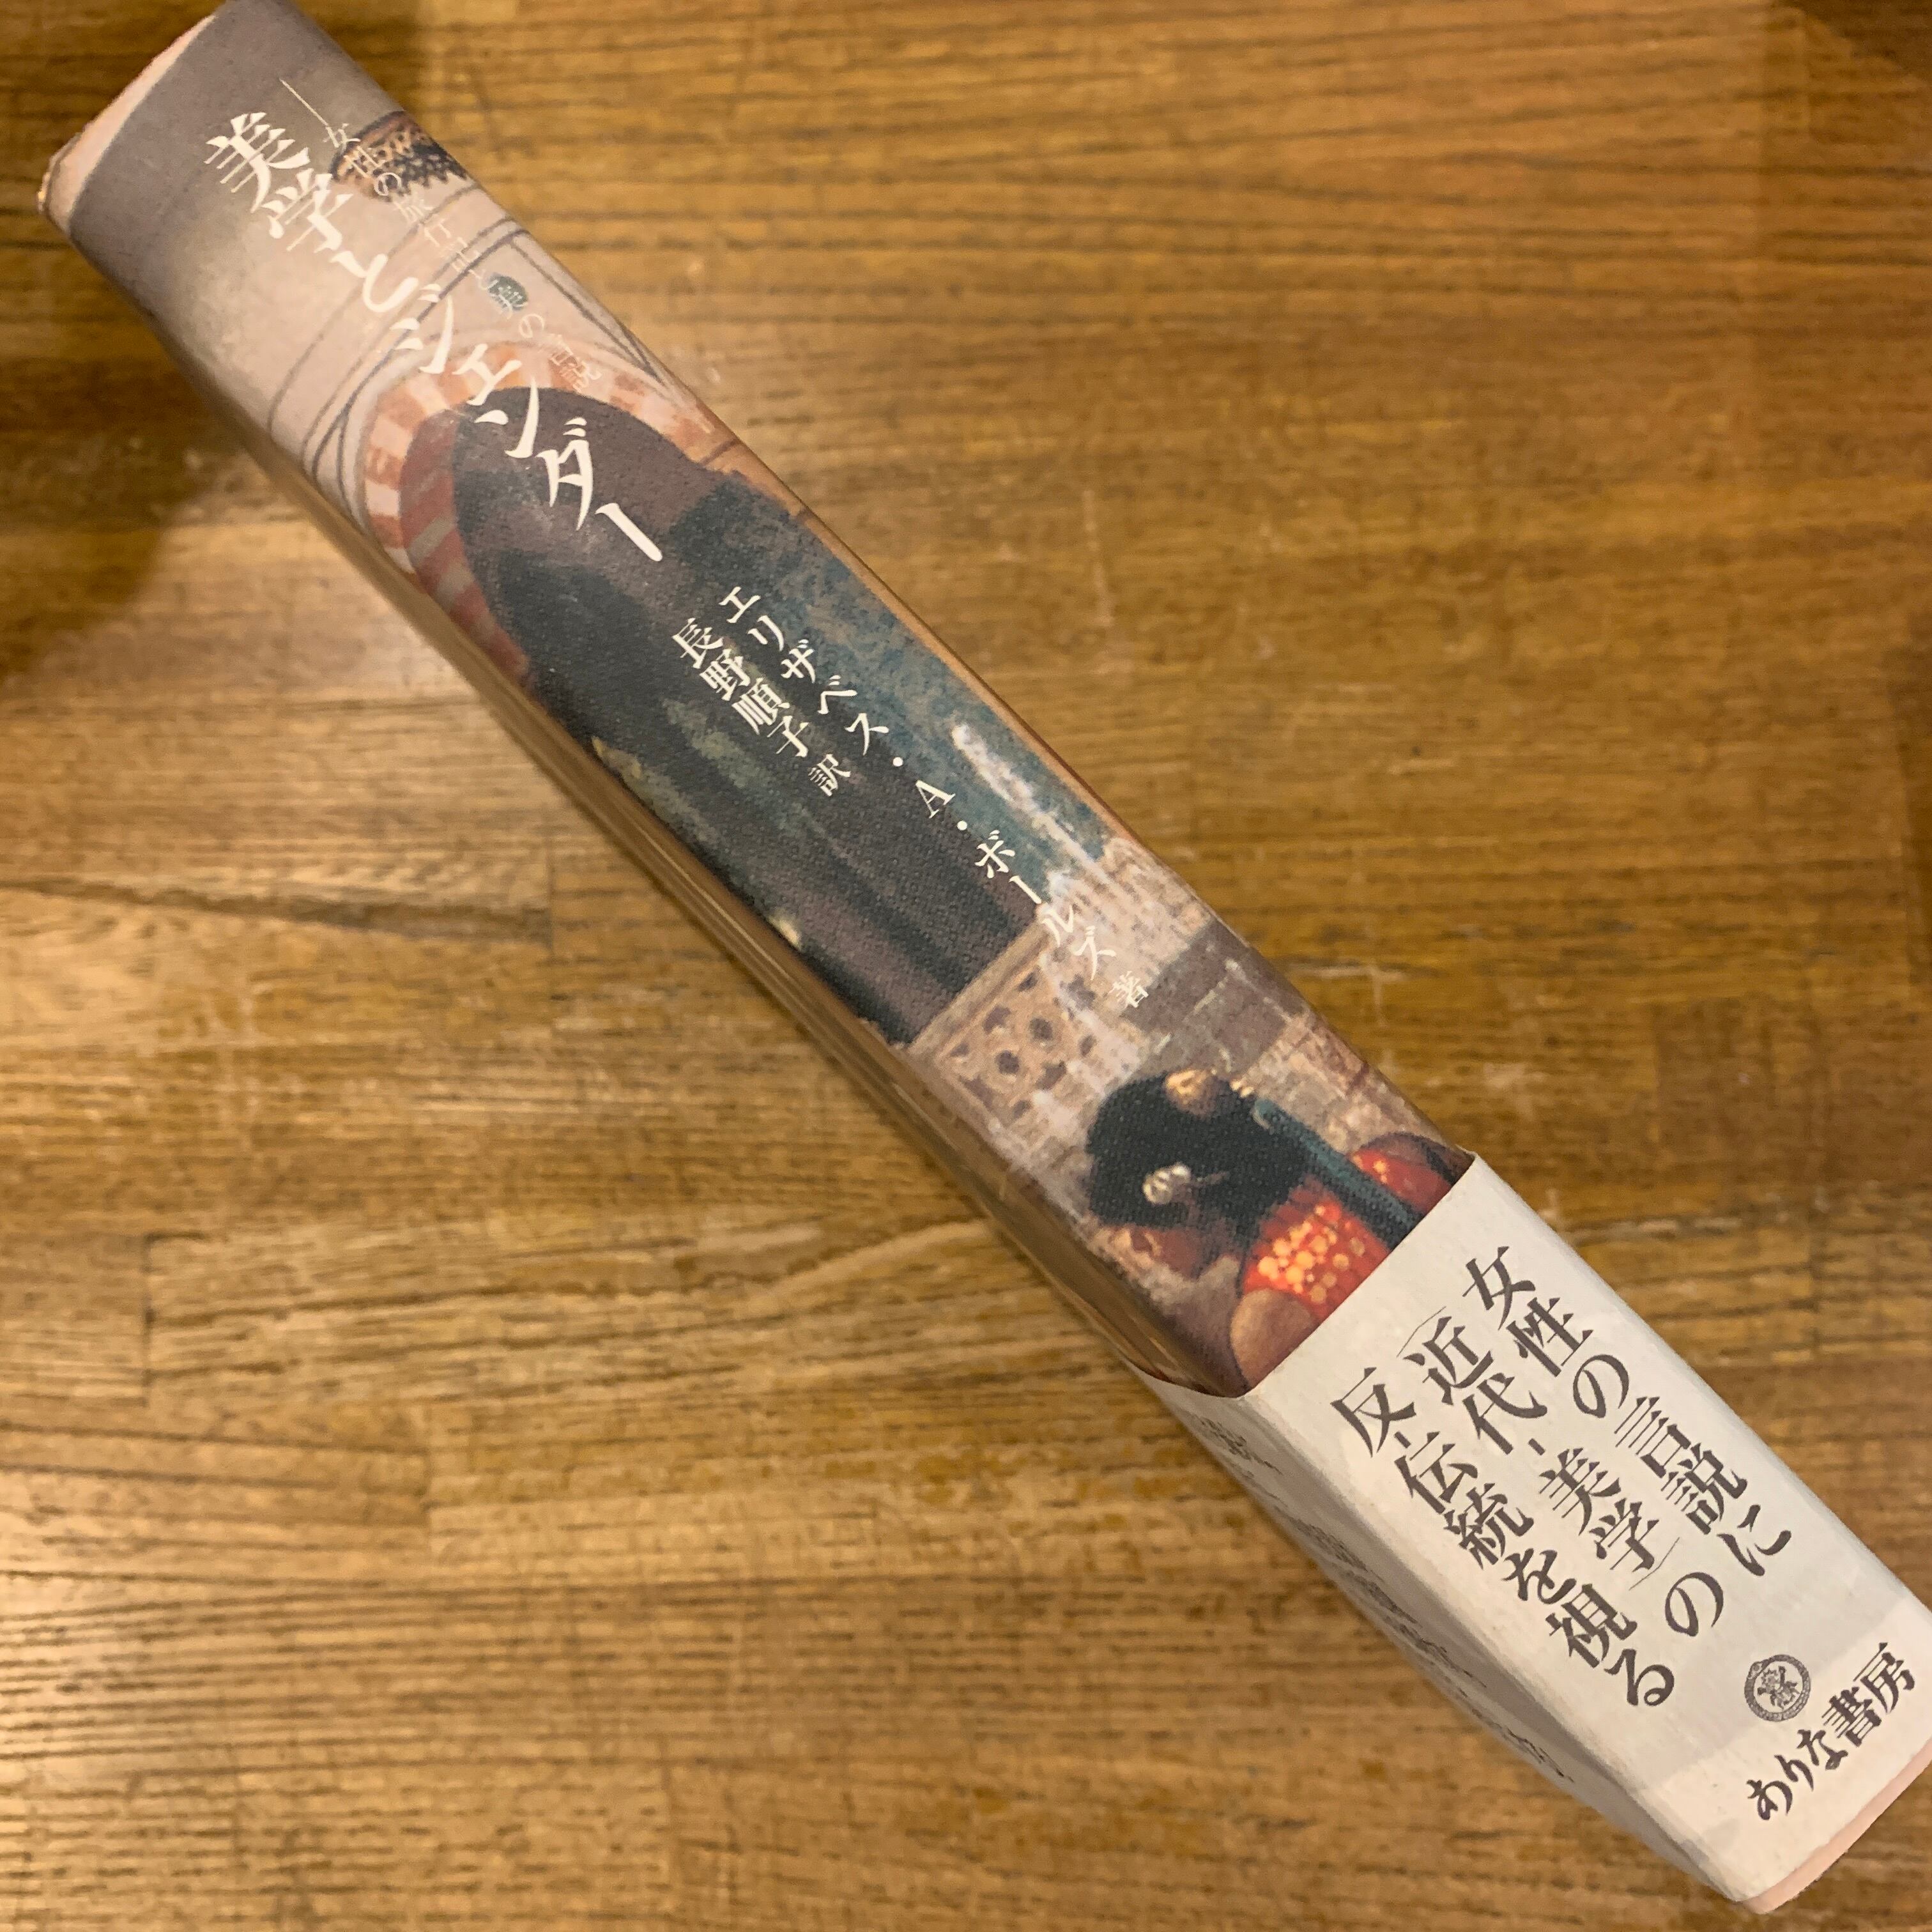 美学とジェンダー
―女性の旅行記と美の言説
エリザベス・A・ボールズ 著
長野順子 訳
女性の言説に
〈近代‐美学〉の
反‐伝統を視る
ありな書房